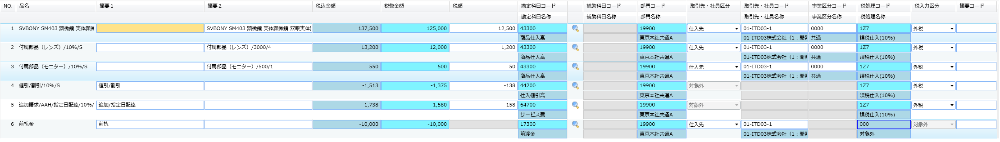 NO. 品名 摘要１ 摘要２ 税込金額 税抜金額 税額 勘定科目コード 補助科目コード 部門コード 取引先・社員区分 取引先・社員コード 事業区分コード 税処理コード 税入力区分 摘要コード
勘定科目名称 補助科目名称 部門名称 取引先・社員名称 事業区分名称 税処理名称
1 SVBONY SM403 顕微鏡 実体顕微 SVBONY SM403 顕微鏡 実体顕微鏡 双眼実体 137,500 125,000 12,500 43300 19900 仕入先 01-ITD03-1 0000 1Z7 外税
商品仕入高 東京本社共通A 01-ITD03株式会社（1：開発 共通 課税仕入(10%)
2 付属部品（レンズ）/10%/S 付属部品（レンズ）/3000/4 13,200 12,000 1,200 43300 19900 仕入先 01-ITD03-1 0000 1Z7 外税
商品仕入高 東京本社共通A 01-ITD03株式会社（1：開発 共通 課税仕入(10%)
3 付属部品（モニター）/10%/S 付属部品（モニター）/500/1 550 500 50 43300 19900 仕入先 01-ITD03-1 0000 1Z7 外税
商品仕入高 東京本社共通A 01-ITD03株式会社（1：開発 共通 課税仕入(10%)
4 値引/割引/10%/S 値引/割引 -1,513 -1,375 -138 44200 19900 対象外 1Z7 外税
仕入値引高 東京本社共通A 課税仕入(10%)
5 追加請求/AAH/指定日配達/10%/ 追加/指定日配達 1,738 1,580 158 64700 19900 対象外 1Z7 外税
サービス費 東京本社共通A 課税仕入(10%)
6 前払金 前払 -10,000 -10,000 17300 19900 仕入先 01-ITD03-1 000 対象外
前渡金 東京本社共通A 01-ITD03株式会社（1：開発 対象外